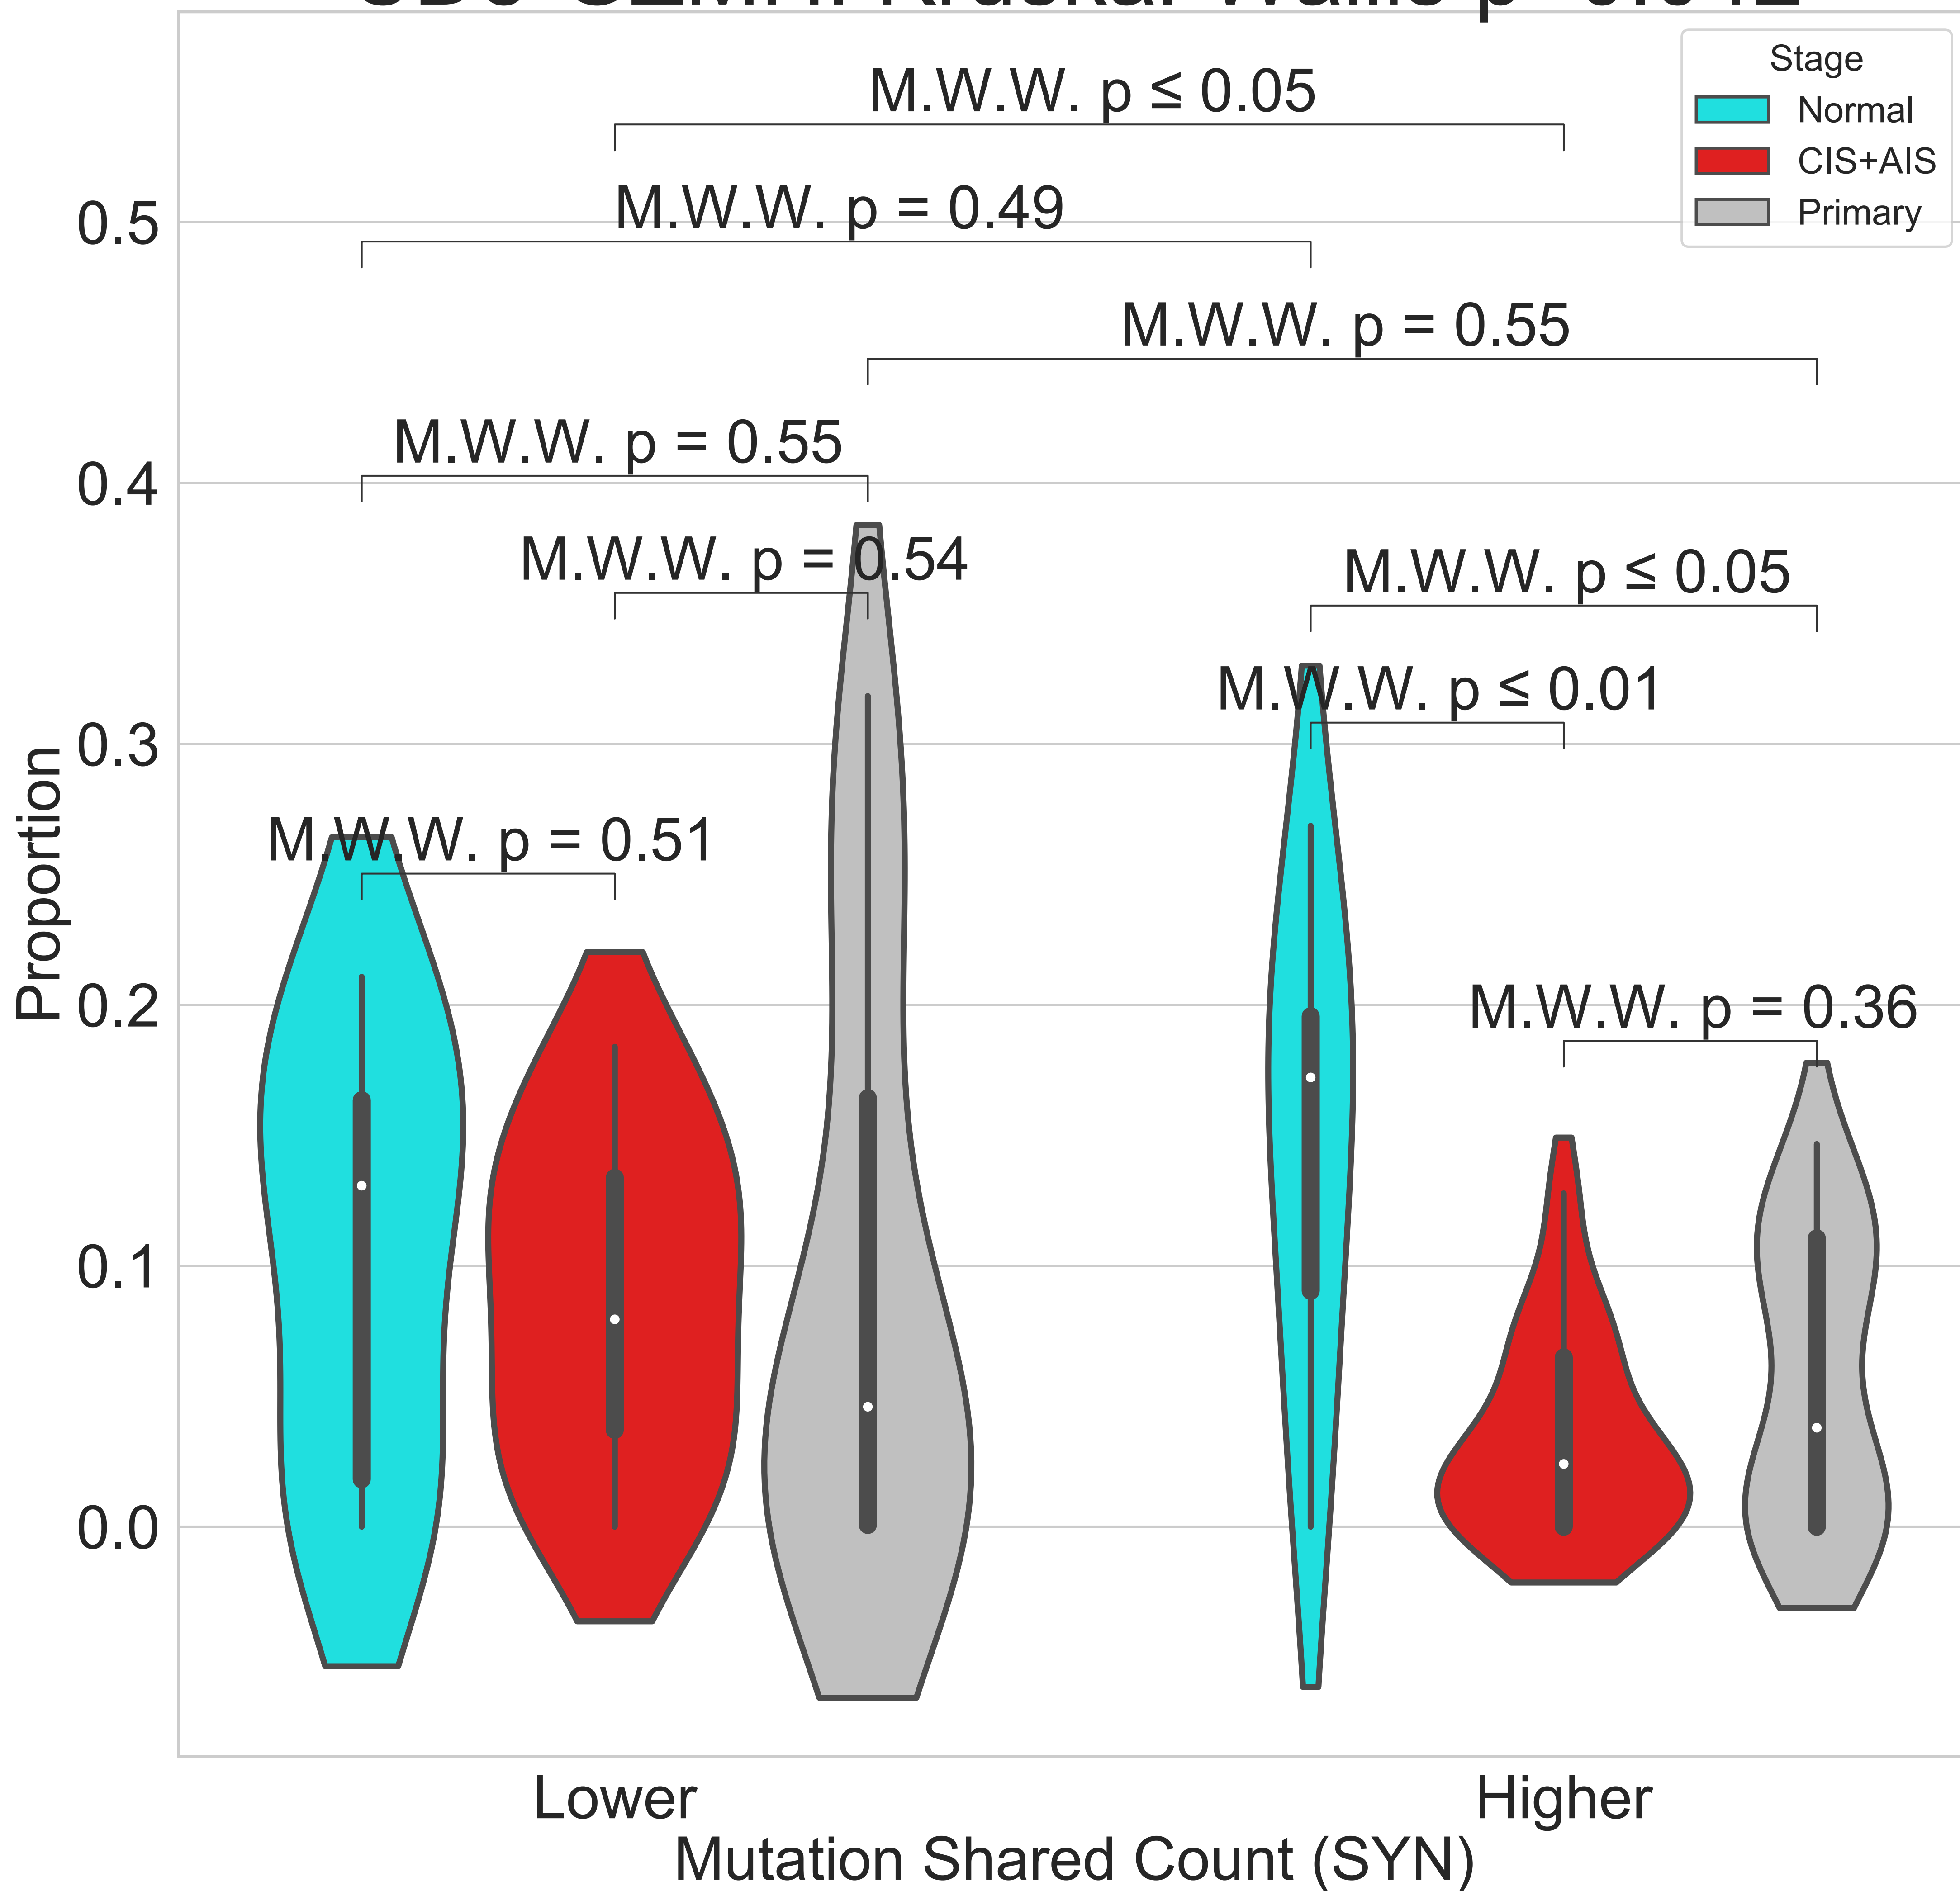 Stage
Normal
CIS+AIS
Primary
M.W.W. p ≤ 0.05
M.W.W. p = 0.49
M.W.W. p = 0.55
M.W.W. p = 0.55
M.W.W. p = 0.54
M.W.W. p ≤ 0.05
M.W.W. p ≤ 0.01
M.W.W. p = 0.51
M.W.W. p = 0.36
Proportion
0.5
0.4
0.3
0.2
0.1
0.0
Lower
Higher
Mutation Shared Count (SYN)